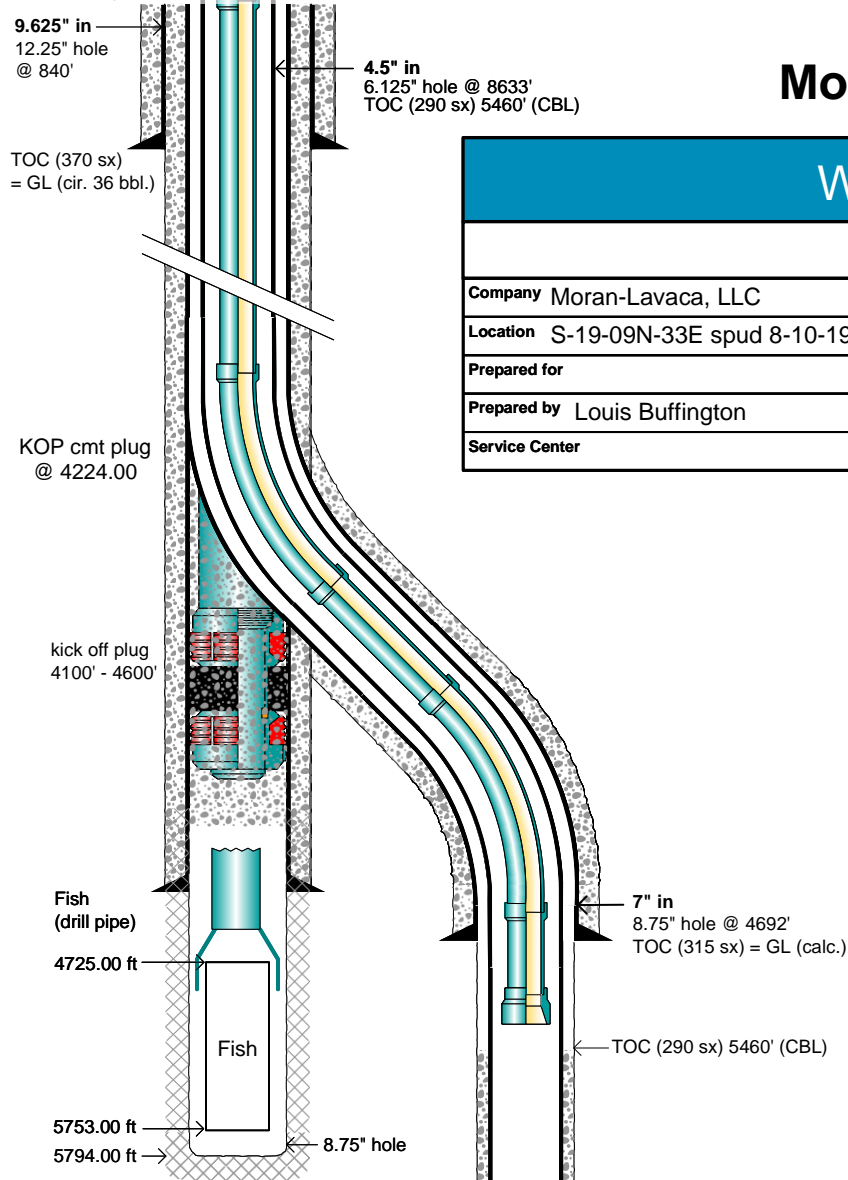 9.625" in
12.25" hole
@ 840'
4.5" in
6.125" hole @ 8633'
TOC (290 sx) 5460' (CBL)
Mo
W
TOC (370 sx)
= GL (cir. 36 bbl.)
Company Moran-Lavaca, LLC
Location S-19-09N-33E spud 8-10-19
Prepared for
Prepared by Louis Buffington
Service Center
KOP cmt plug
@ 4224.00
kick off plug
4100' - 4600'
Fish
(drill pipe)
4725.00 ft
7" in
8.75" hole @ 4692'
TOC (315 sx) = GL (calc.)
Fish
TOC (290 sx) 5460' (CBL)
5753.00 ft
5794.00 ft
8.75" hole